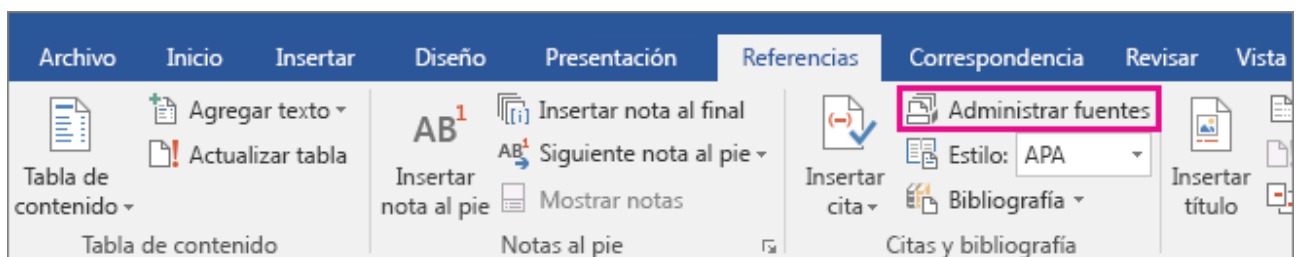 Archivo Inicio Insertar Diseño Presentación Referencias Correspondencia Revisar Vista
Tabla de
contenido
Agregar texto
Actualizar tabla
Tabla de contenido
AB1
Insertar
nota al pie
[i] Insertar nota al final
AB1 Siguiente nota al pie
Mostrar notas
Notas al pie
(-)
Insertar
cita
Administrar fuentes
Estilo: APA
Bibliografía
Citas y bibliografía
Insertar
título